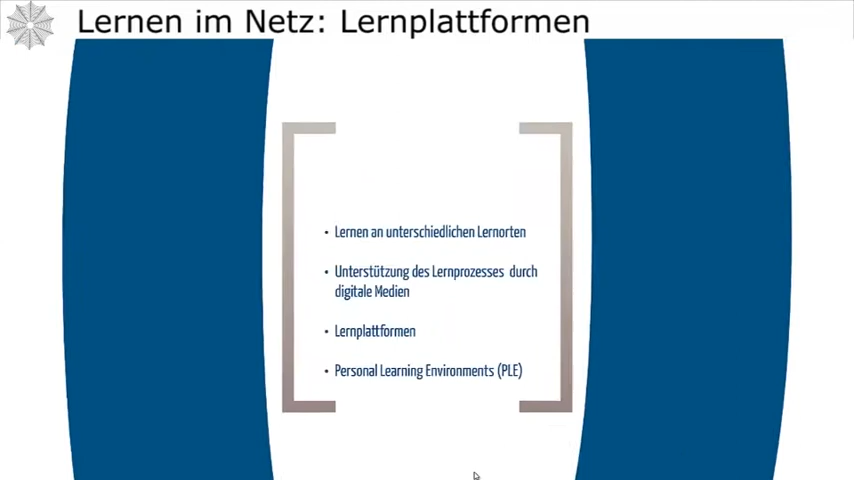 Lernen im Netz: Lernplattformen
• Lernen an unterschiedlichen Lernorten
• Unterstützung des Lernprozesses durch
digitale Medien
• Lernplattformen
• Personal Learning Environments (PLE)